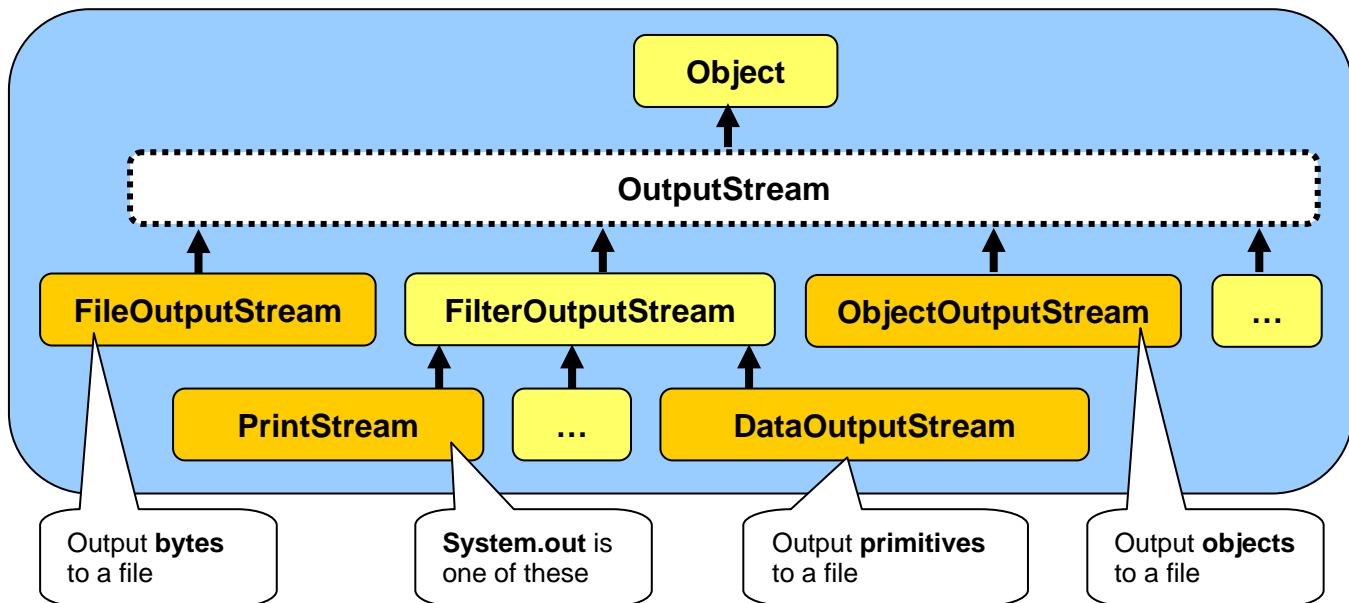 Object
OutputStream
FileOutputStream
FilterOutputStream
ObjectOutputStream
…
PrintStream
…
DataOutputStream
Output bytes
to a file
System.out is
one of these
Output primitives
to a file
Output objects
to a file